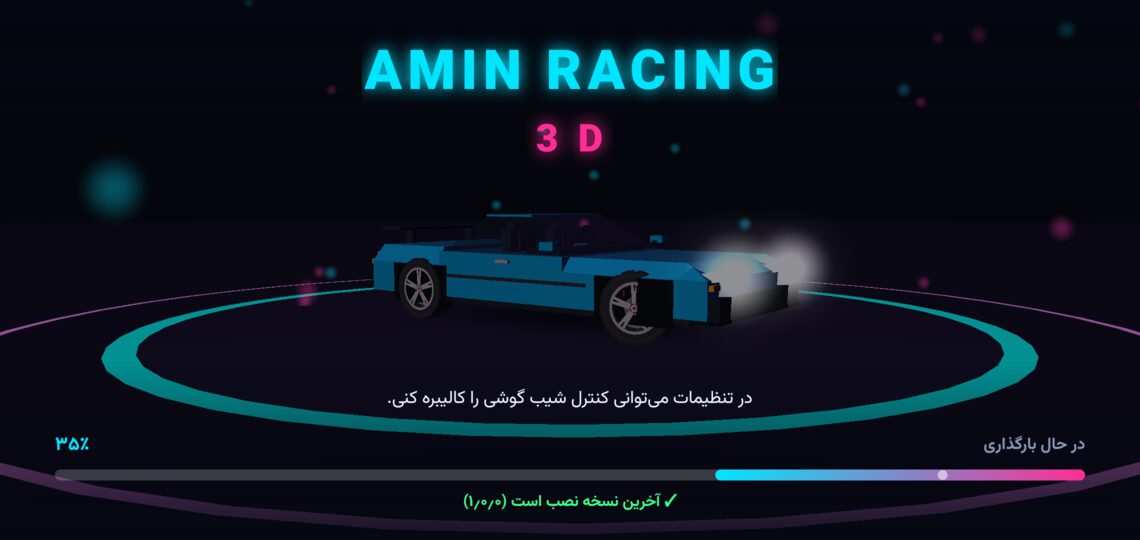 AMIN RACING
3 D
در تنظیمات می‌توانی کنترل شیب گوشی را کالیبره کنی.
در حال بارگذاری
۳۵٪
✓ آخرین نسخه نصب است (۱٫۰٫۰)